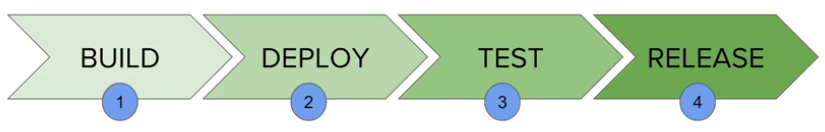 BUILD DEPLOY TEST RELEASE
1 2 3 4